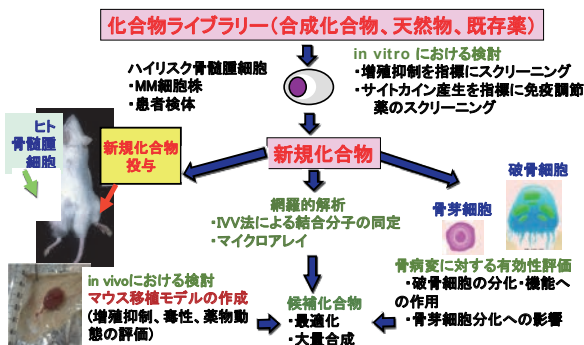 化合物ライブラリー(合成化合物、天然物、既存薬)
ハイリスク骨髄腫細胞
・MM細胞株
・患者検体
in vitro における検討
・増殖抑制を指標にスクリーニング
・サイトカイン産生を指標に免疫調節
薬のスクリーニング
ヒト
骨髄腫
細胞
新規化合物
投与
新規化合物
網羅的解析
・IVV法による結合分子の同定
・マイクロアレイ
破骨細胞
骨芽細胞
骨病変に対する有効性評価
・破骨細胞の分化・機能へ
の作用
・骨芽細胞分化への影響
in vivoにおける検討
マウス移植モデルの作成
(増殖抑制、毒性、薬物動
態の評価)
候補化合物
・最適化
・大量合成